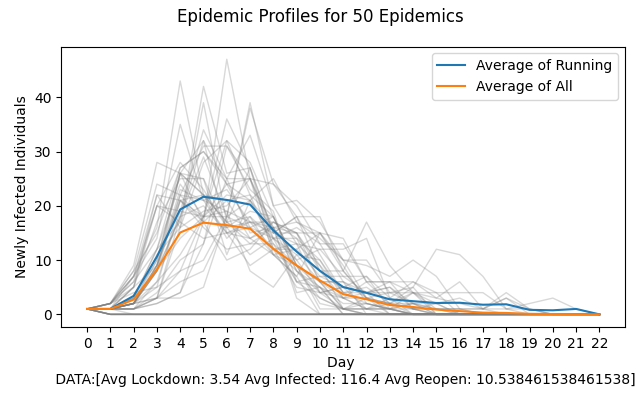 Epidemic Profiles for 50 Epidemics
Average of Running
Average of All
Newly Infected Individuals
40
30
20
10
0
0 1 2 3 4 5 6 7 8 9 10 11 12 13 14 15 16 17 18 19 20 21 22
Day
DATA:[Avg Lockdown: 3.54 Avg Infected: 116.4 Avg Reopen: 10.538461538461538]